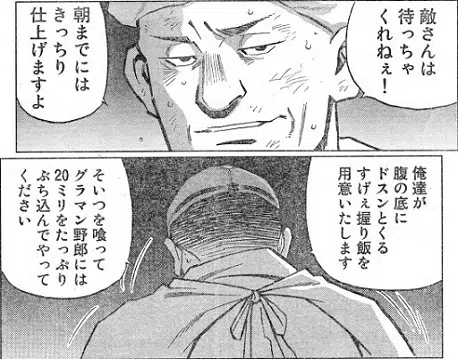 敵さんは
待っちゃ
くれねぇ!
朝までには
きっちり
仕上げますよ
俺達が
腹の底に
ドスンとくる
すげぇ握り飯を
用意いたします
そいつを喰って
グラマン野郎には
20ミリをたっぷり
ぶち込んでやって
ください